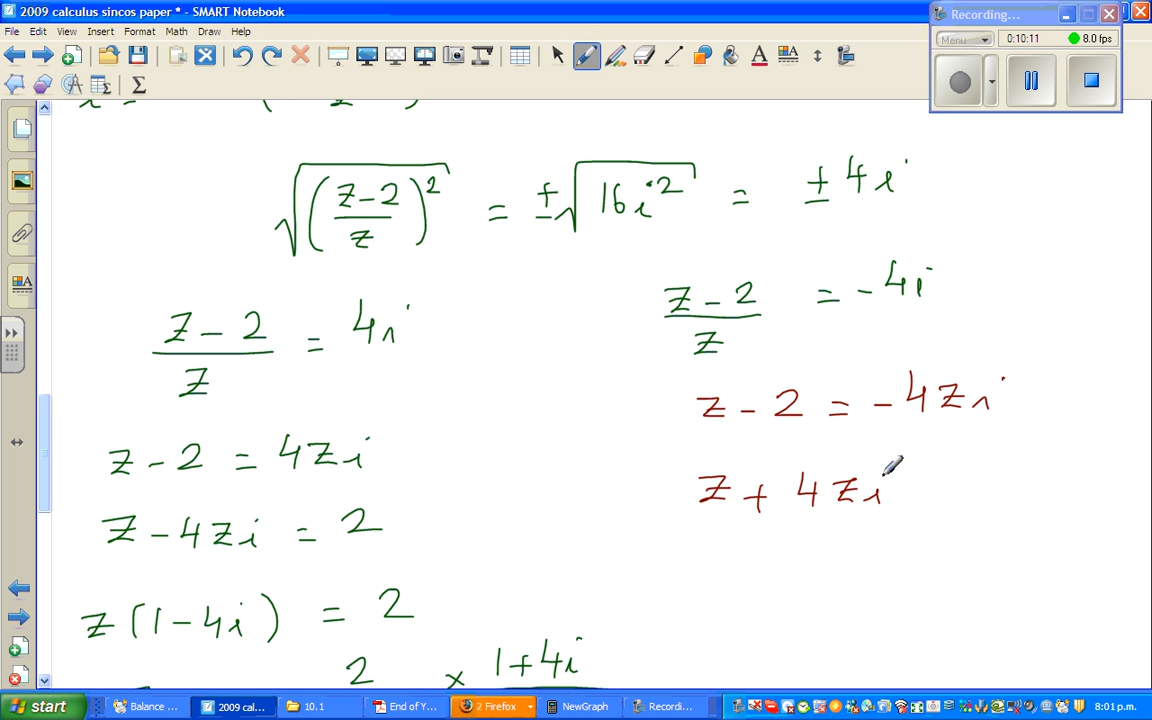 2009 calculus sincos paper * - SMART Notebook
Recording...
File Edit View Insert Format Math Draw Help
Menu 0:10:11 8.0 fps
√((z-2)/z)² = ±√16i² = ±4i
(z-2)/z = 4i
(z-2)/z = -4i
z-2 = -4zi
z-2 = 4zi
z + 4zi
z-4zi = 2
z(1-4i) = 2
2 × 1+4i
start Balance ... 2009 cal... 10.1 End of Y... 2 Firefox NewGraph Recordi... 8:01 p.m.